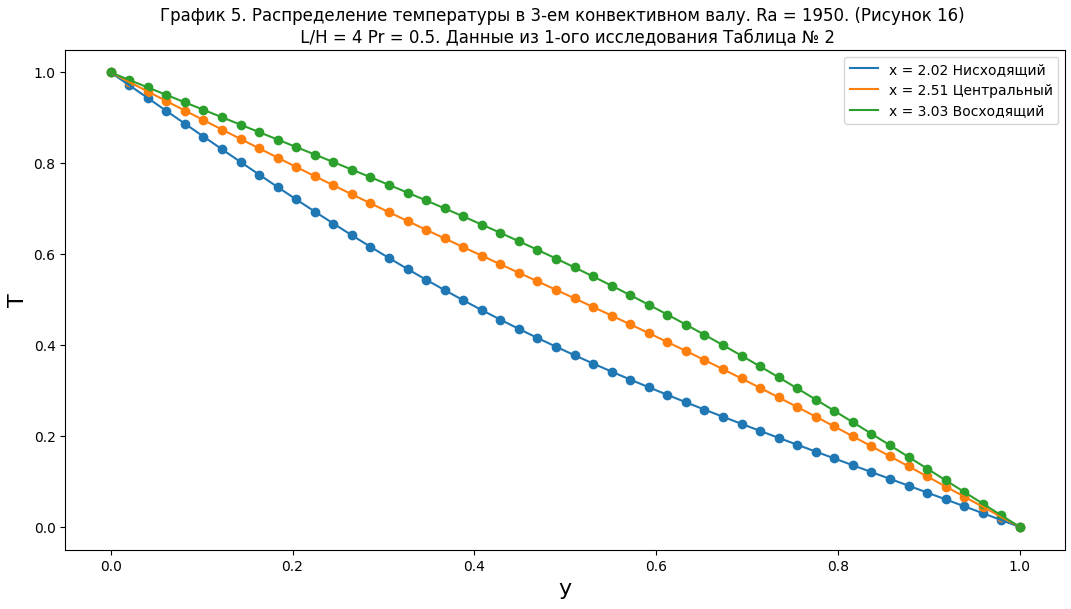 График 5. Распределение температуры в 3-ем конвективном валу. Ra = 1950. (Рисунок 16)
L/H = 4 Pr = 0.5. Данные из 1-ого исследования Таблица № 2
x = 2.02 Нисходящий
x = 2.51 Центральный
x = 3.03 Восходящий
1.0
0.8
0.6
0.4
0.2
0.0
T
0.0 0.2 0.4 0.6 0.8 1.0
y